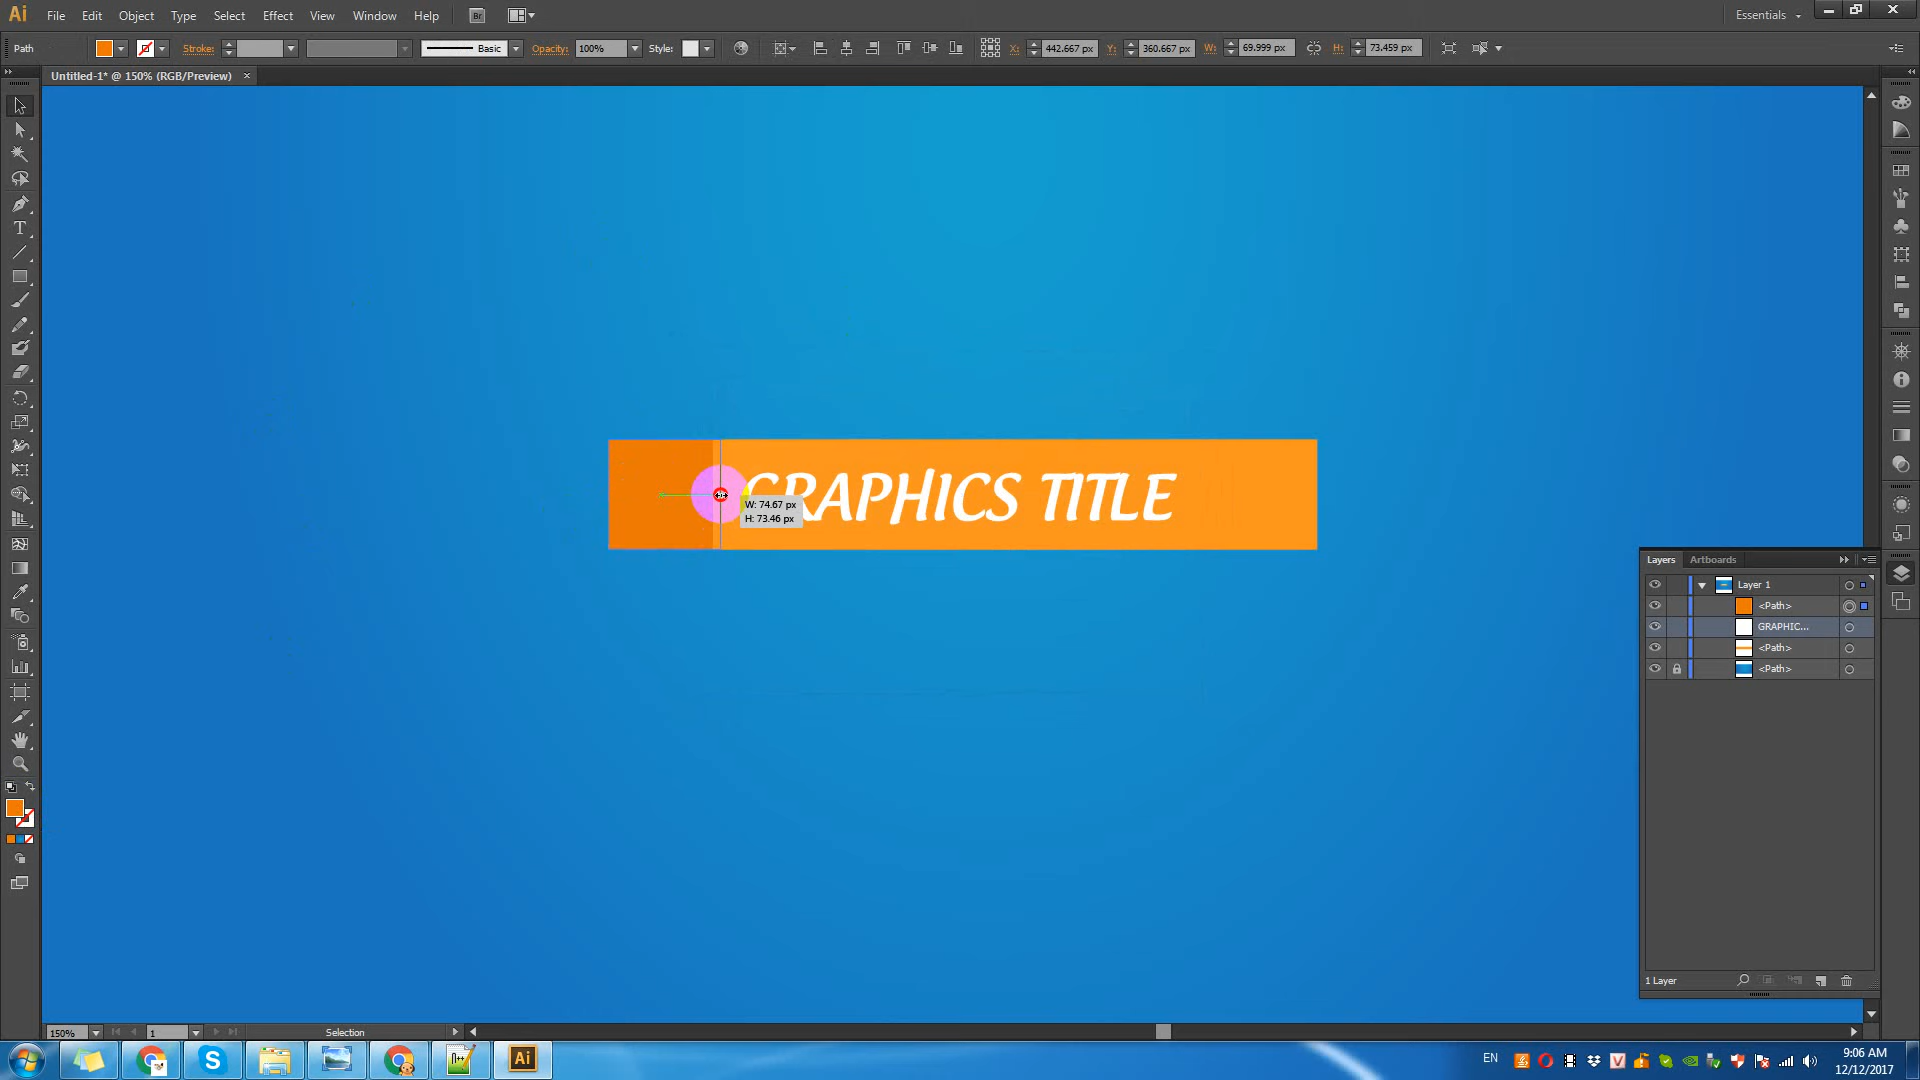 Ai File Edit Object Type Select Effect View Window Help Br Essentials
Path Stroke: Basic Opacity: 100% Style: X: 442.667 px Y: 360.667 px W: 69.999 px H: 73.459 px
Untitled-1* @ 150% (RGB/Preview) ×
GRAPHICS TITLE
W: 74.67 px
H: 73.46 px
Layers Artboards
Layer 1
<Path>
GRAPHIC...
<Path>
<Path>
1 Layer
150% 1 Selection
Ai EN 9:06 AM
12/12/2017